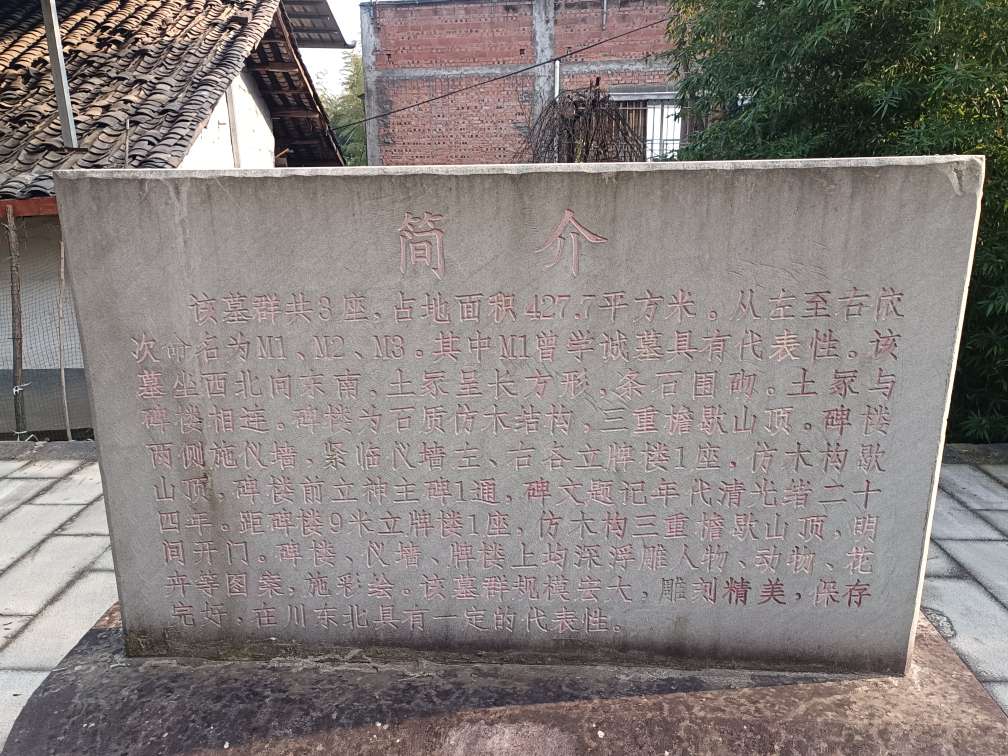 简介
该墓群共3座，占地面积427.7平方米。从左至右依
次命名为M1、M2、M3。其中M1曾学诚墓具有代表性。该
墓坐西北向东南，土冢呈长方形，条石围砌。土冢与
碑楼相连。碑楼为石质仿木结构，三重檐歇山顶。碑楼
两侧施仪墙，紧临仪墙左、右各立牌楼1座，仿木构歇
山顶，碑楼前立神主碑1通，碑文题记年代清光绪二十
四年。距碑楼9米立牌楼1座，仿木构三重檐歇山顶，明
间开门。碑楼、仪墙、牌楼上均深浮雕人物、动物、花
卉等图案，施彩绘。该墓群规模宏大，雕刻精美，保存
完好，在川东北具有一定的代表性。